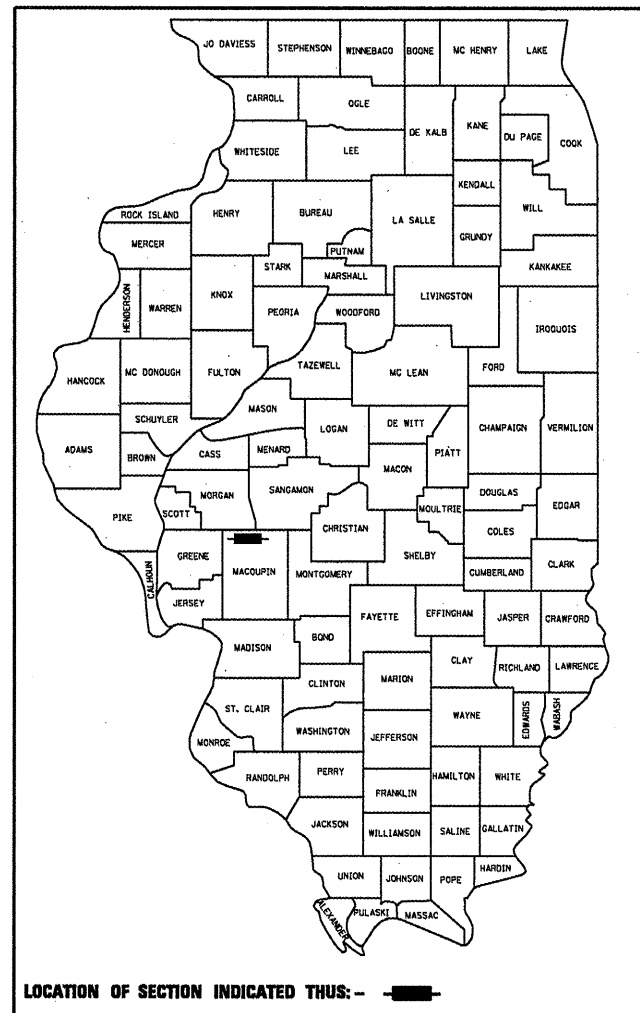 JO DAVIESS STEPHENSON WINNEBAGO BOONE MC HENRY LAKE
CARROLL OGLE DE KALB KANE DU PAGE COOK
WHITESIDE LEE
KENDALL WILL
ROCK ISLAND HENRY BUREAU LA SALLE GRUNDY
MERCER PUTNAM
STARK MARSHALL KANKAKEE
HENDERSON WARREN KNOX PEORIA WOODFORD LIVINGSTON IROQUOIS
HANCOCK MC DONOUGH FULTON TAZEWELL MC LEAN FORD
MASON
SCHUYLER LOGAN DE WITT CHAMPAIGN VERMILION
ADAMS BROWN CASS MENARD MACON PIATT
PIKE SCOTT MORGAN SANGAMON MOULTRIE DOUGLAS EDGAR
CHRISTIAN COLES
GREENE MACOUPIN MONTGOMERY SHELBY CUMBERLAND CLARK
CALHOUN JERSEY
FAYETTE EFFINGHAM JASPER CRAWFORD
MADISON BOND
CLAY RICHLAND LAWRENCE
CLINTON MARION
ST. CLAIR WAYNE EDWARDS WABASH
MONROE WASHINGTON JEFFERSON
RANDOLPH PERRY HAMILTON WHITE
FRANKLIN
JACKSON WILLIAMSON SALINE GALLATIN
UNION JOHNSON POPE HARDIN
ALEXANDER PULASKI MASSAC
LOCATION OF SECTION INDICATED THUS: -